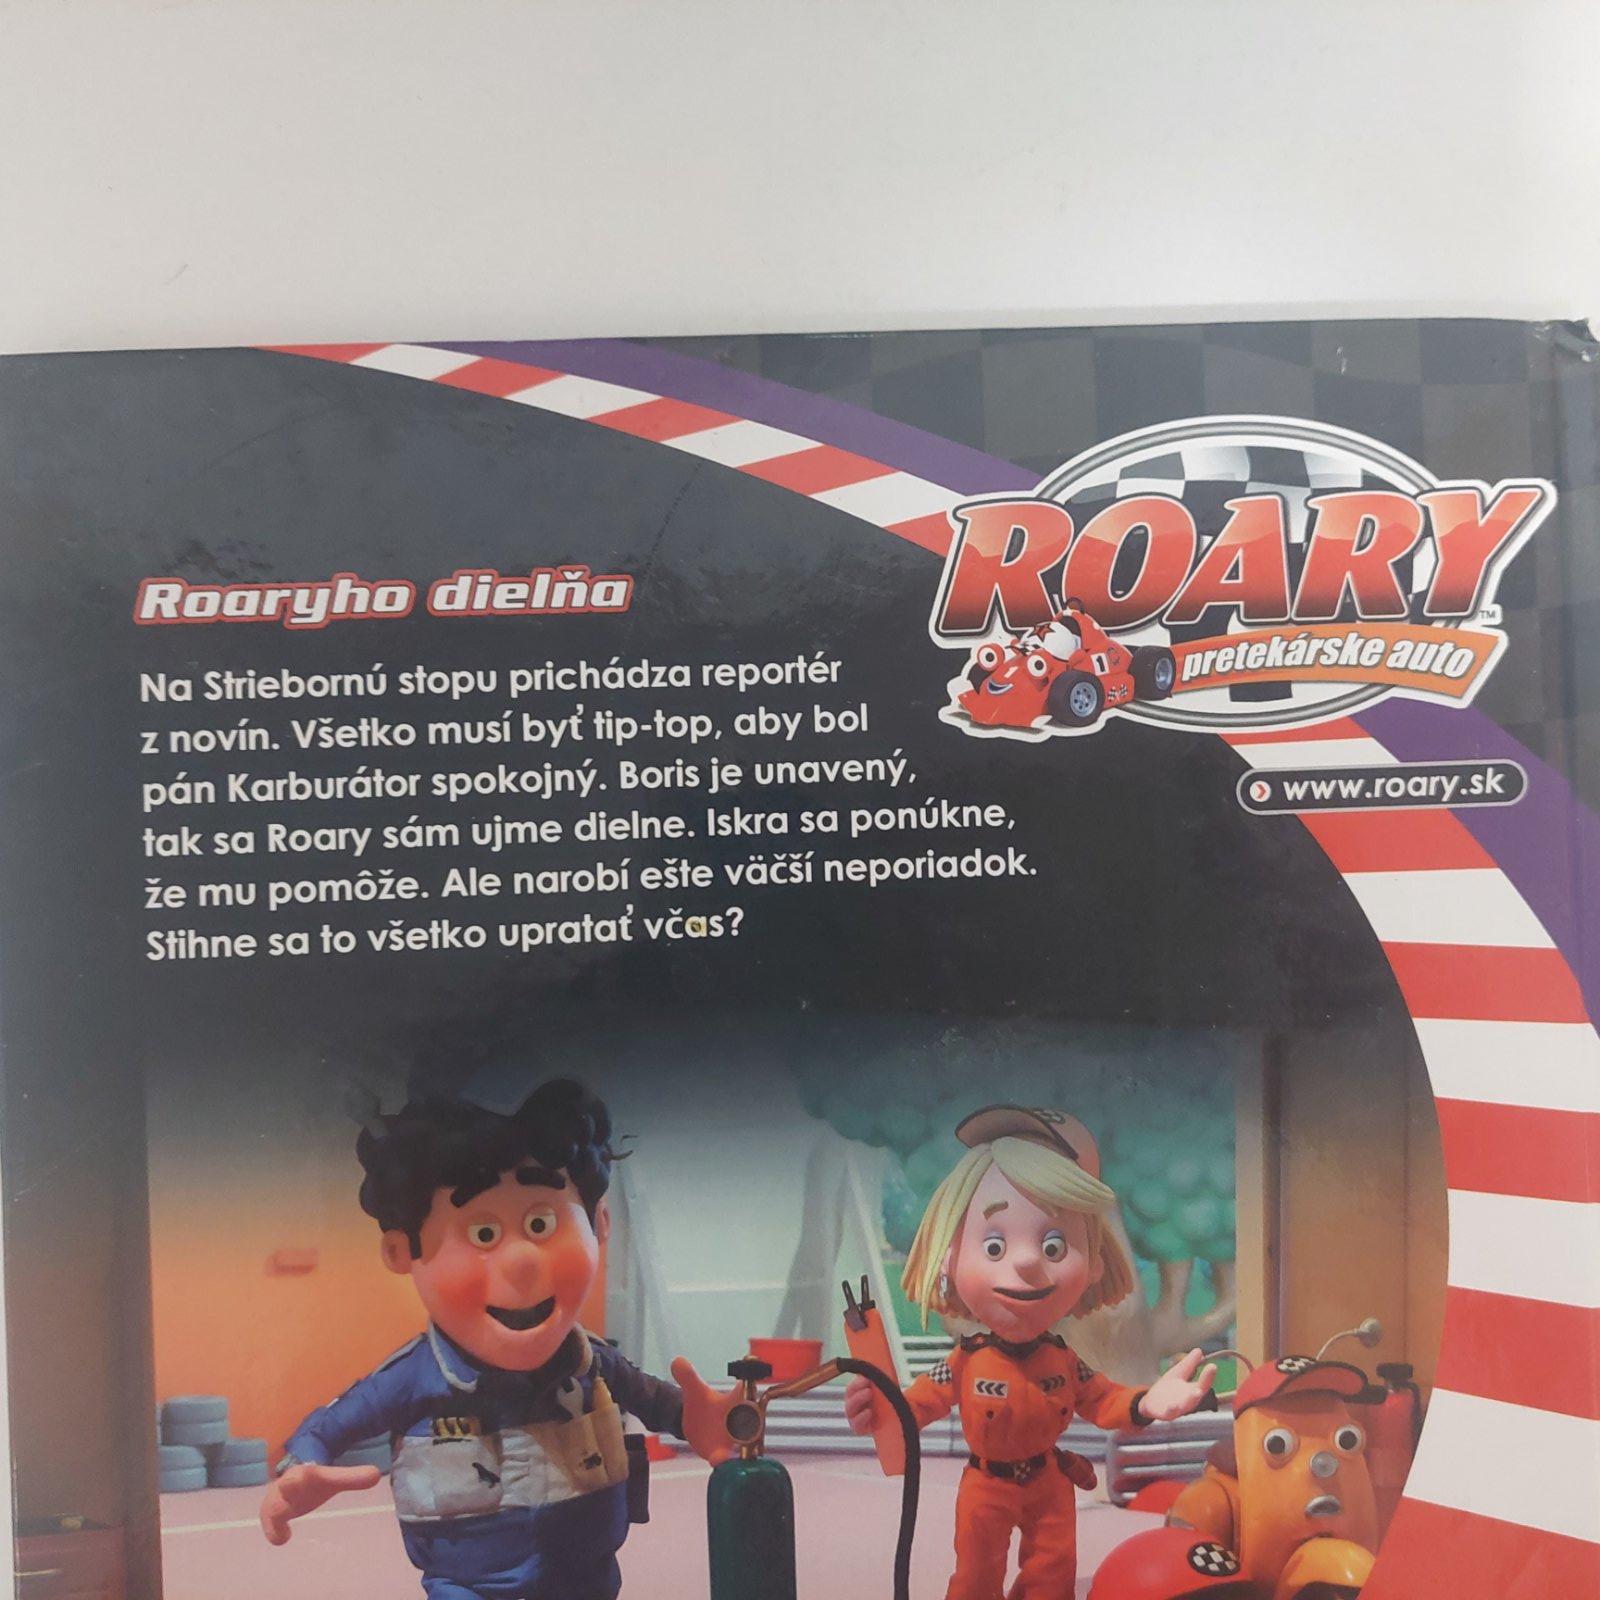 ROARY™
pretekárske auto
1
www.roary.sk
Roaryho dielňa
Na Striebornú stopu prichádza reportér
z novín. Všetko musí byť tip-top, aby bol
pán Karburátor spokojný. Boris je unavený,
tak sa Roary sám ujme dielne. Iskra sa ponúkne,
že mu pomôže. Ale narobí ešte väčší neporiadok.
Stihne sa to všetko upratať včas?